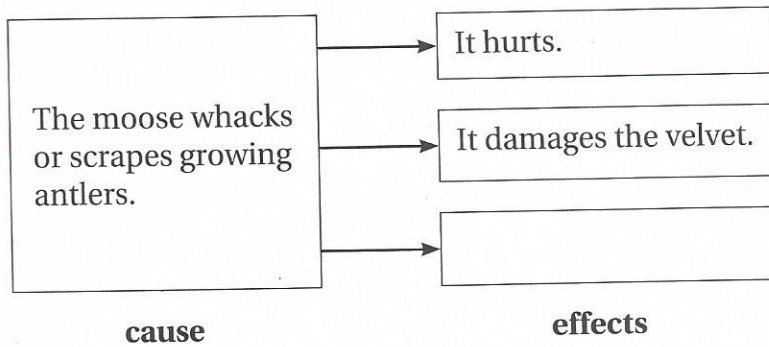 It hurts.
The moose whacks
or scrapes growing
antlers.
It damages the velvet.
cause
effects